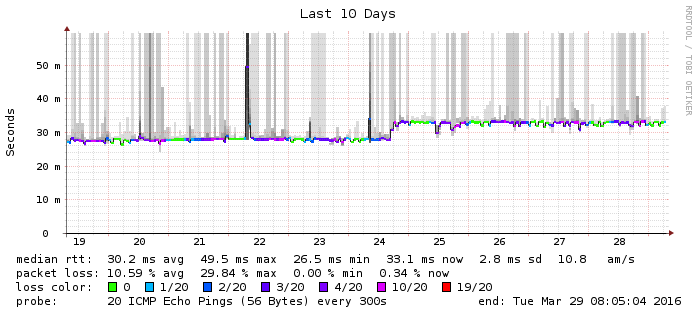 Last 10 Days
RRDTOOL / TOBI OETIKER
Seconds
50 m
40 m
30 m
20 m
10 m
0
19 20 21 22 23 24 25 26 27 28
median rtt: 30.2 ms avg 49.5 ms max 26.5 ms min 33.1 ms now 2.8 ms sd 10.8 am/s
packet loss: 10.59 % avg 29.84 % max 0.00 % min 0.34 % now
loss color: 0 1/20 2/20 3/20 4/20 10/20 19/20
probe: 20 ICMP Echo Pings (56 Bytes) every 300s end: Tue Mar 29 08:05:04 2016